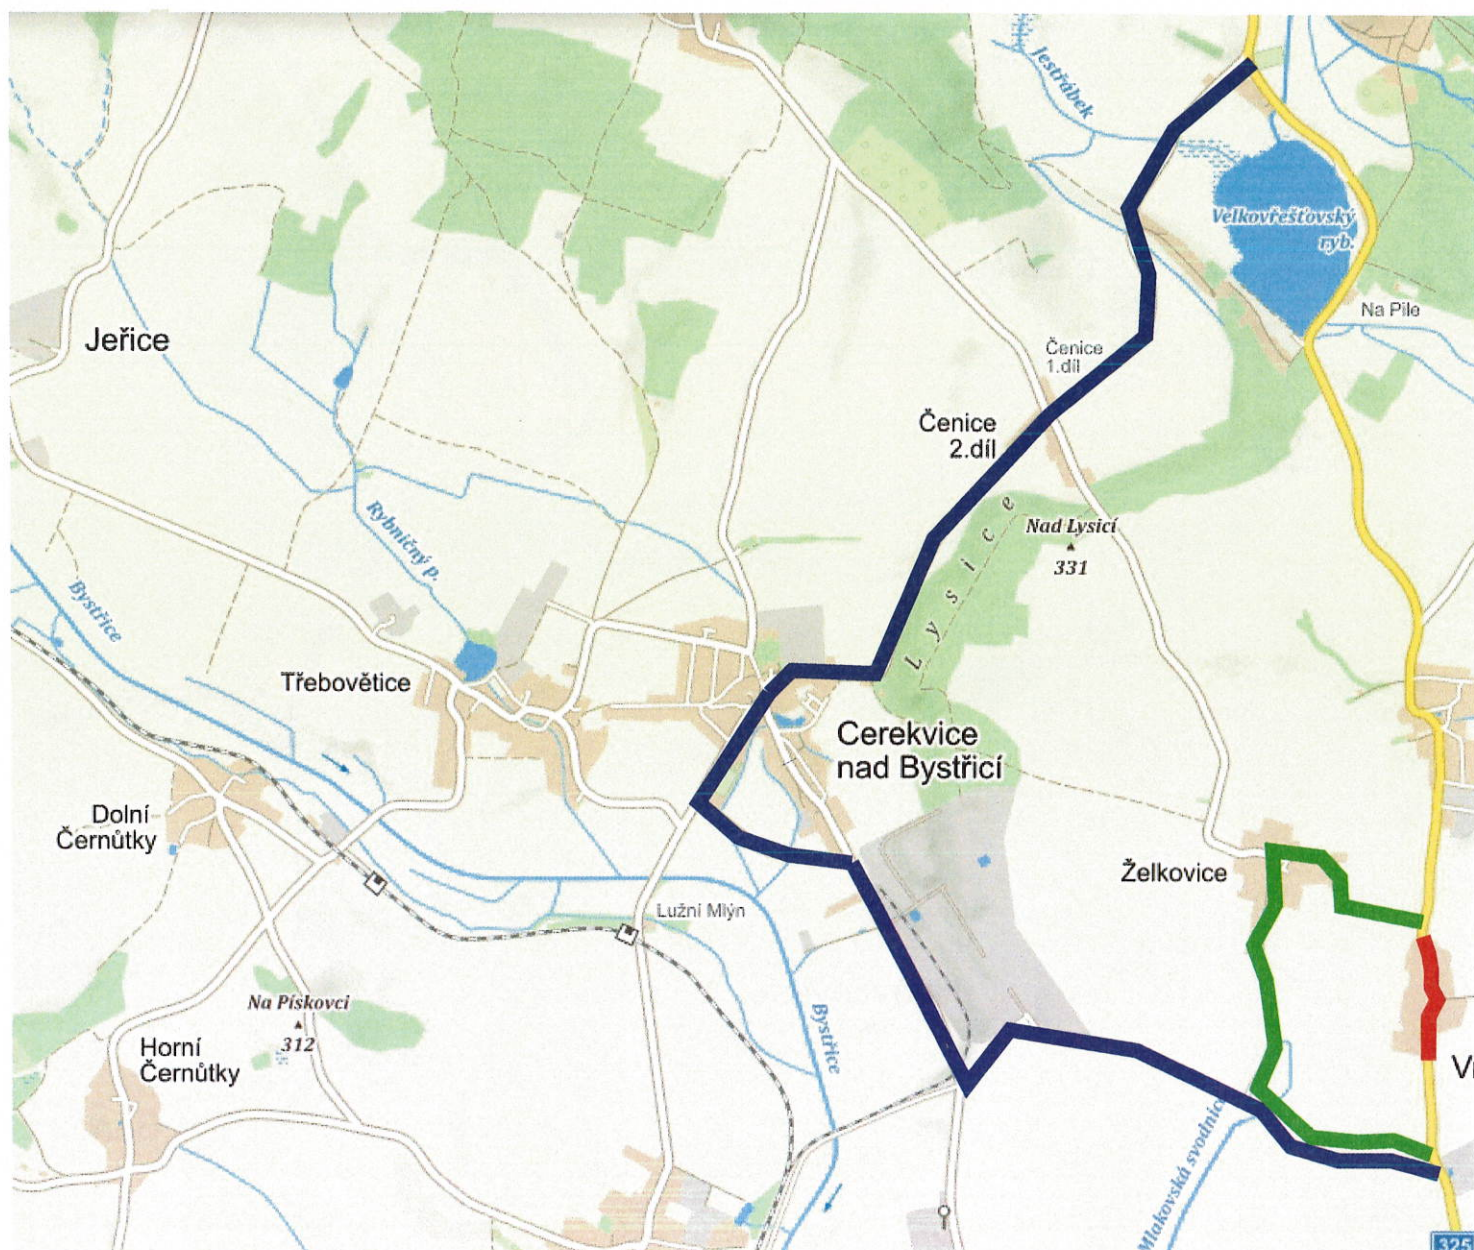 Jestřábek
Velkovřešťovský
ryb.
Na Pile
Jeřice
Čenice
1.díl
Čenice
2.díl
Rybničný p.
Lysice
Nad Lysicí
331
Bystřice
Třebovětice
Cerekvice
nad Bystřicí
Dolní
Černůtky
Želkovice
Lužní Mlýn
Na Pískovci
312
Bystřice
Horní
Černůtky
Mlakovská svodnice
325